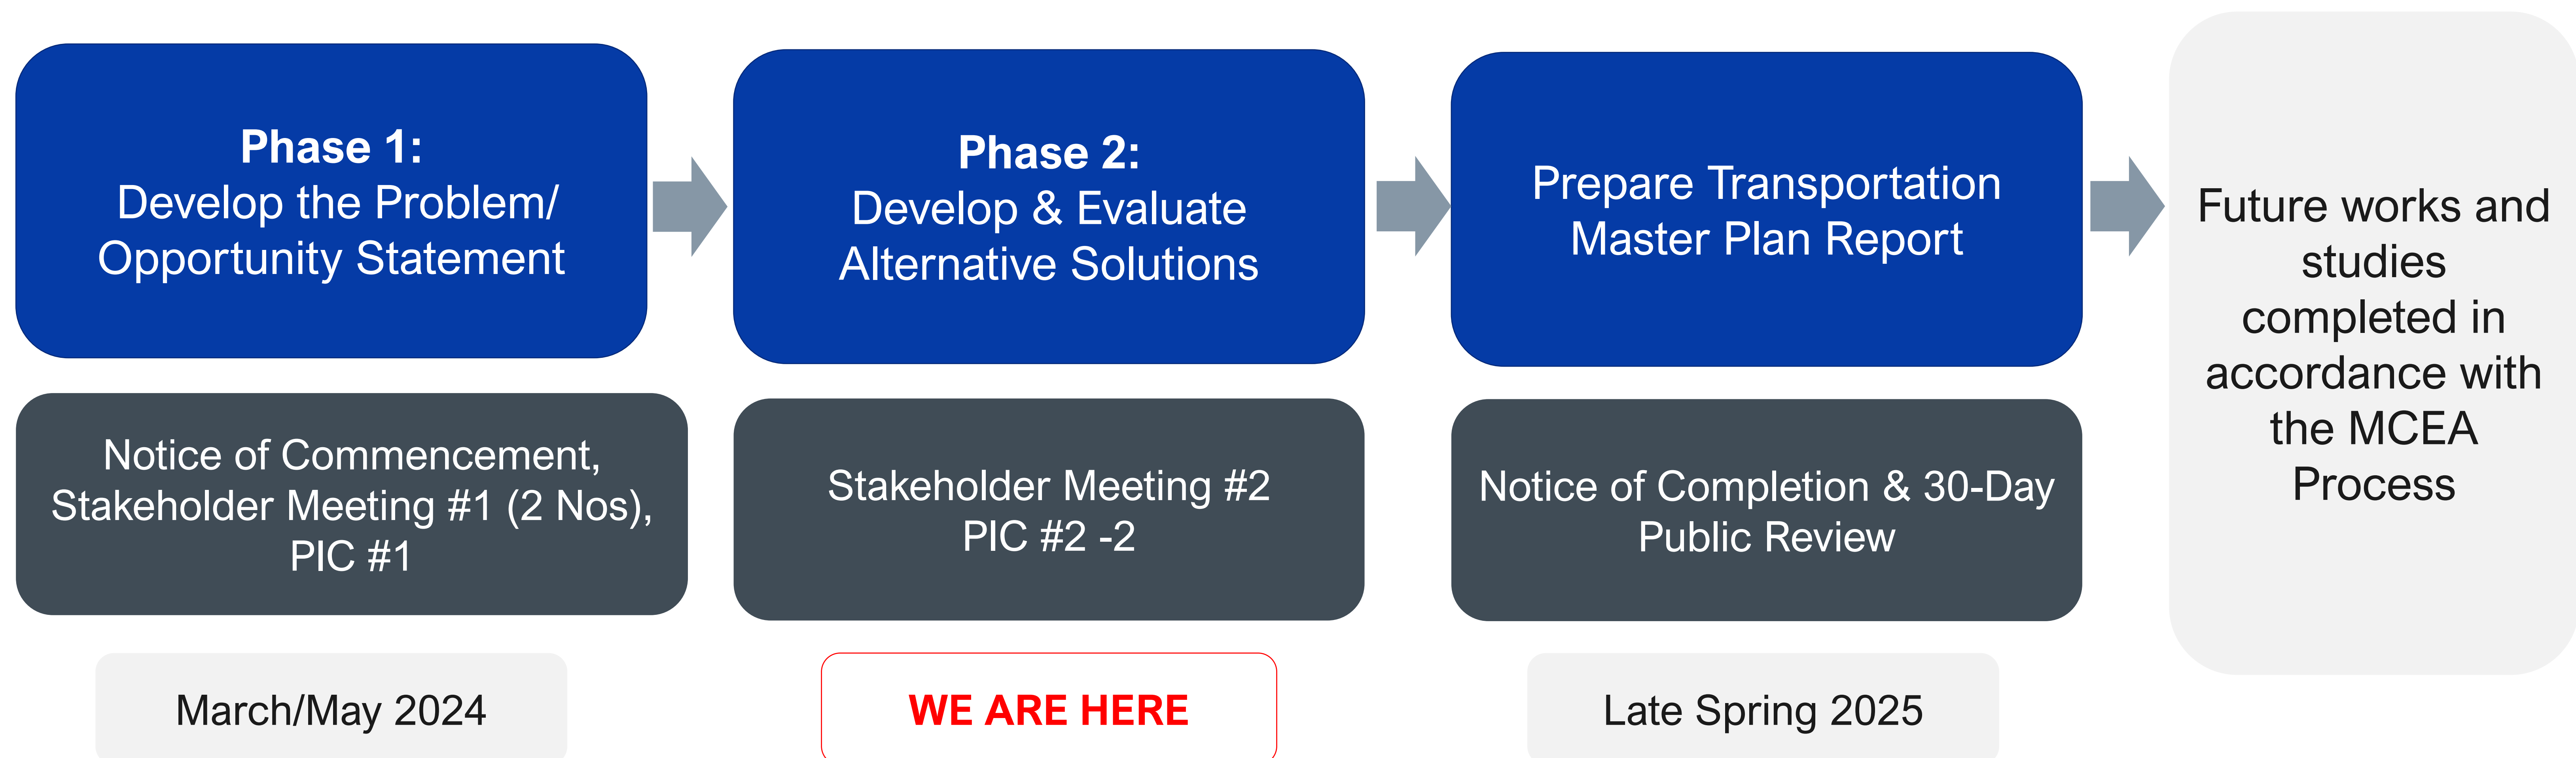 Phase 1:
Develop the Problem/
Opportunity Statement
Phase 2:
Develop & Evaluate
Alternative Solutions
Prepare Transportation
Master Plan Report
Future works and
studies
completed in
accordance with
the MCEA
Process
Notice of Commencement,
Stakeholder Meeting #1 (2 Nos),
PIC #1
Stakeholder Meeting #2
PIC #2 -2
Notice of Completion & 30-Day
Public Review
March/May 2024
WE ARE HERE
Late Spring 2025